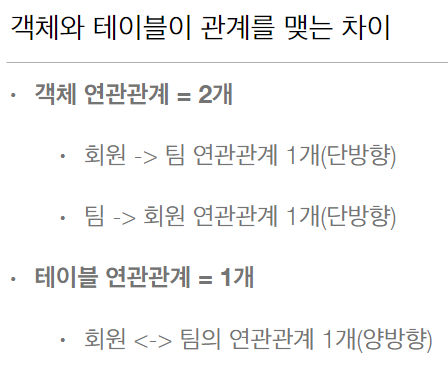 객체와 테이블이 관계를 맺는 차이
• 객체 연관관계 = 2개
• 회원 -> 팀 연관관계 1개(단방향)
• 팀 -> 회원 연관관계 1개(단방향)
• 테이블 연관관계 = 1개
• 회원 <-> 팀의 연관관계 1개(양방향)